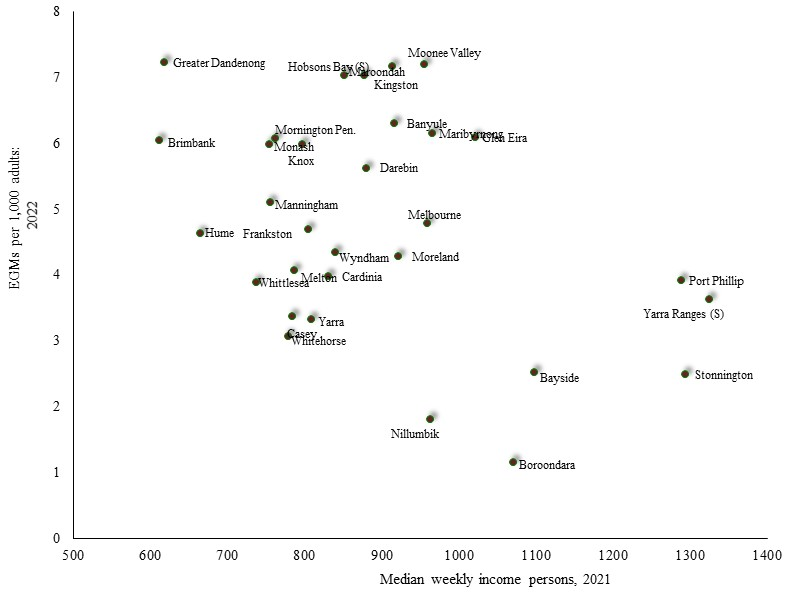 8
Moonee Valley
Greater Dandenong
Hobsons Bay (S)
Maroondah
7
Kingston
Banyule
Mornington Pen.
Maribyrnong
Glen Eira
6
Brimbank
Monash
Knox
Darebin
EGMs per 1,000 adults:
2022
5
Manningham
Melbourne
Hume
Frankston
Wyndham
Moreland
4
Whittlesea
Melton
Cardinia
Port Phillip
Yarra Ranges (S)
Yarra
3
Casey
Whitehorse
Bayside
Stonnington
2
Nillumbik
1
Boroondara
0
500 600 700 800 900 1000 1100 1200 1300 1400
Median weekly income persons, 2021